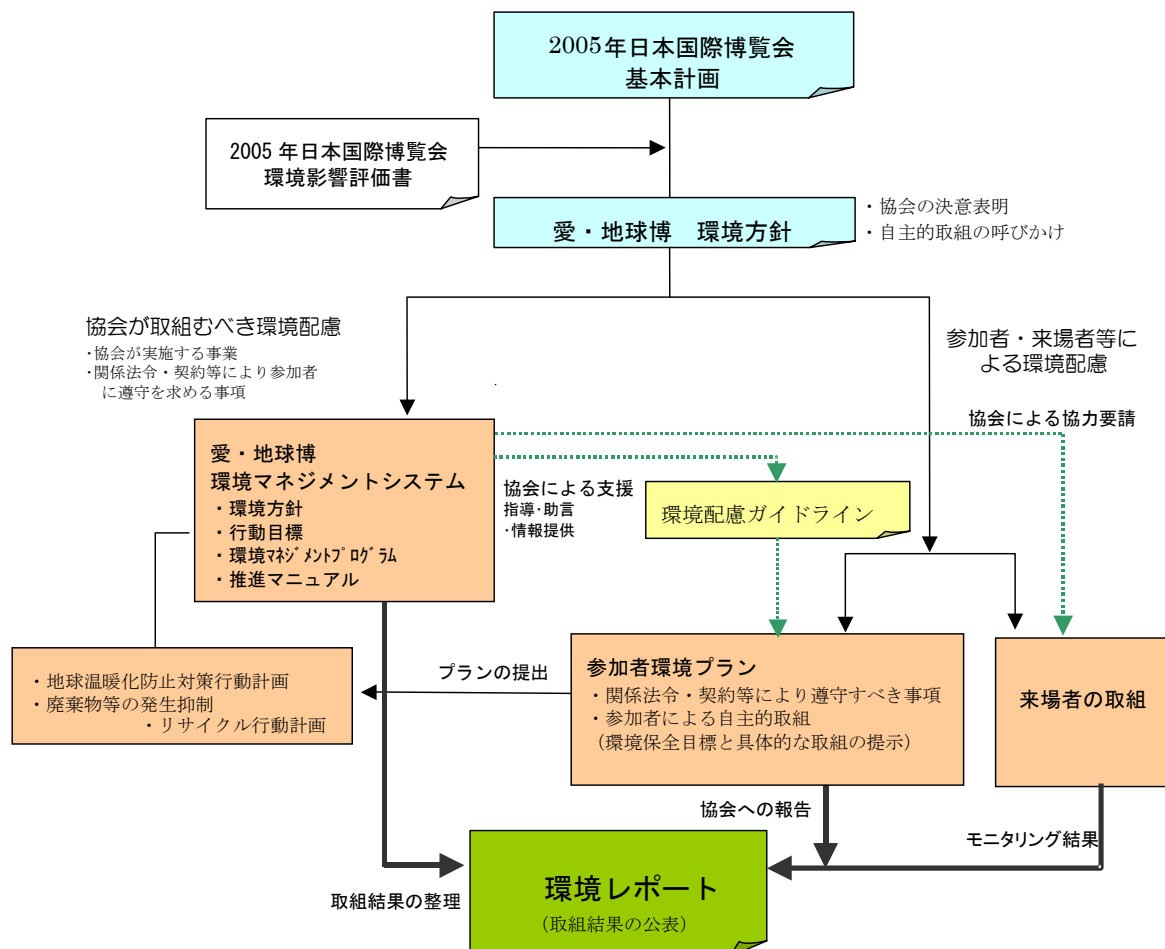 2005年日本国際博覧会
基本計画
2005 年日本国際博覧会
環境影響評価書
愛・地球博　環境方針
・協会の決意表明
・自主的取組の呼びかけ
協会が取組むべき環境配慮
・協会が実施する事業
・関係法令・契約等により参加者
に遵守を求める事項
参加者・来場者等に
よる環境配慮
協会による協力要請
愛・地球博
環境マネジメントシステム
・環境方針
・行動目標
・環境ﾏﾈｼﾞﾒﾝﾄﾌﾟﾛｸﾞﾗﾑ
・推進マニュアル
協会による支援
指導･助言
･情報提供
環境配慮ガイドライン
・地球温暖化防止対策行動計画
・廃棄物等の発生抑制
・リサイクル行動計画
プランの提出
参加者環境プラン
・関係法令・契約等により遵守すべき事項
・参加者による自主的取組
（環境保全目標と具体的な取組の提示）
来場者の取組
協会への報告
モニタリング結果
取組結果の整理
環境レポート
（取組結果の公表）